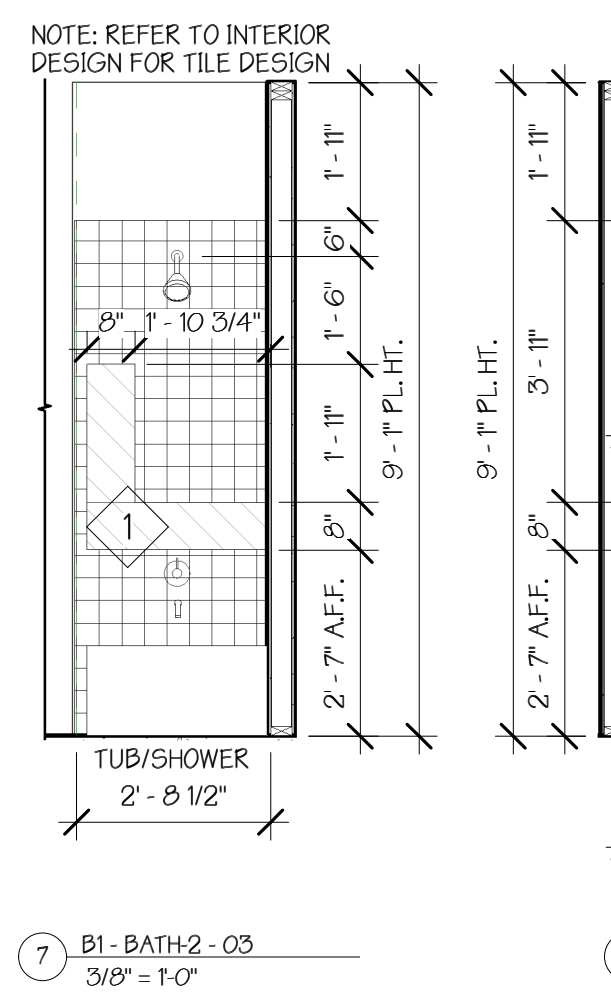 NOTE: REFER TO INTERIOR
DESIGN FOR TILE DESIGN
1' - 11"
6"
1' - 6"
1' - 11"
8"
2' - 7" A.F.F.
9' - 1" PL. HT.
8"
1' - 10 3/4"
1
TUB/SHOWER
2' - 8 1/2"
9' - 1" PL. HT.
1' - 11"
3' - 11"
8"
2' - 7" A.F.F.
7
B1 - BATH-2 - 03
3/8" = 1'-0"